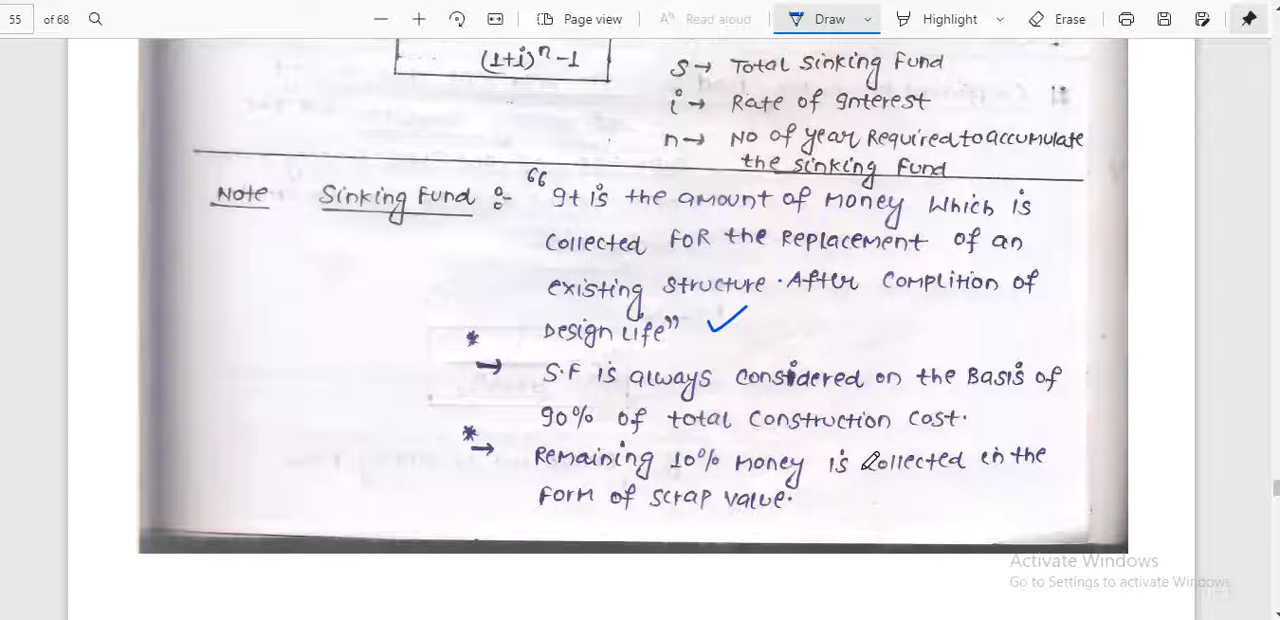 55 of 68 Page view Read aloud Draw Highlight Erase
(1+i)^n -1
S → Total Sinking Fund
i → Rate of Interest
n → No of year Required to accumulate
the sinking Fund
Note Sinking Fund :- "It is the amount of money which is
collected FOR the Replacement of an
existing structure. After Complition of
Design Life" ✓
* → S.F is always considered on the Basis of
90% of total construction cost.
* → Remaining 10% money is collected in the
Form of scrap value.
Activate Windows
Go to Settings to activate Windows